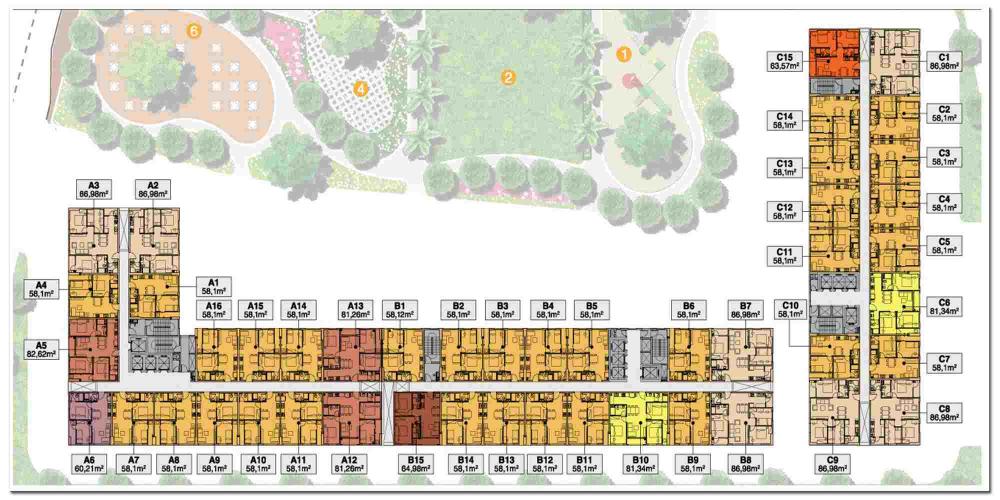 6
4
2
1
C15
63,57m²
C1
86,98m²
C14
58,1m²
C2
58,1m²
C13
58,1m²
C3
58,1m²
C12
58,1m²
C4
58,1m²
C11
58,1m²
C5
58,1m²
A3
86,98m²
A2
86,98m²
A4
58,1m²
A1
58,1m²
A5
82,62m²
A16
58,1m²
A15
58,1m²
A14
58,1m²
A13
81,26m²
B1
58,12m²
B2
58,1m²
B3
58,1m²
B4
58,1m²
B5
58,1m²
B6
58,1m²
B7
86,98m²
C10
58,1m²
C6
81,34m²
C7
58,1m²
C8
86,98m²
A6
60,21m²
A7
58,1m²
A8
58,1m²
A9
58,1m²
A10
58,1m²
A11
58,1m²
A12
81,26m²
B15
64,98m²
B14
58,1m²
B13
58,1m²
B12
58,1m²
B11
58,1m²
B10
81,34m²
B9
58,1m²
B8
86,98m²
C9
86,98m²